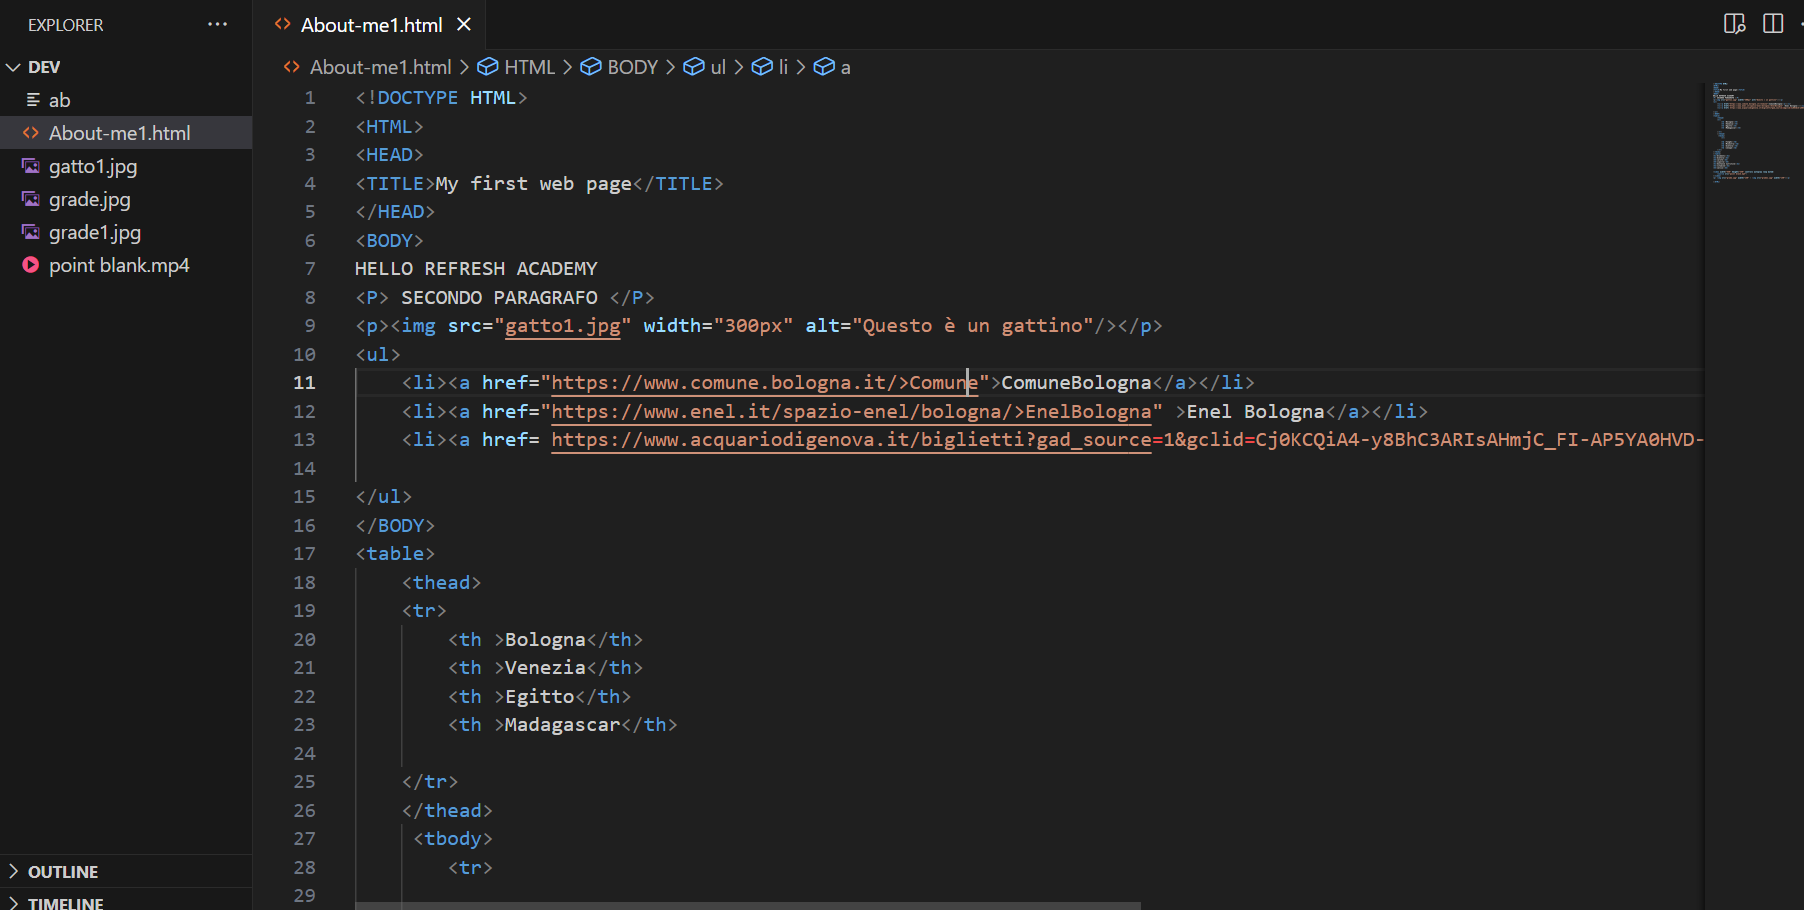 EXPLORER ···
DEV
ab
About-me1.html
gatto1.jpg
grade.jpg
grade1.jpg
point blank.mp4
OUTLINE
TIMELINE
About-me1.html
About-me1.html > HTML > BODY > ul > li > a
1 <!DOCTYPE HTML>
2 <HTML>
3 <HEAD>
4 <TITLE>My first web page</TITLE>
5 </HEAD>
6 <BODY>
7 HELLO REFRESH ACADEMY
8 <P> SECONDO PARAGRAFO </P>
9 <p><img src="gatto1.jpg" width="300px" alt="Questo è un gattino"/></p>
10 <ul>
11 <li><a href="https://www.comune.bologna.it/>Comune">ComuneBologna</a></li>
12 <li><a href="https://www.enel.it/spazio-enel/bologna/>EnelBologna" >Enel Bologna</a></li>
13 <li><a href= https://www.acquariodigenova.it/biglietti?gad_source=1&gclid=Cj0KCQiA4-y8BhC3ARIsAHmjC_FI-AP5YA0HVD-
14
15 </ul>
16 </BODY>
17 <table>
18 <thead>
19 <tr>
20 <th >Bologna</th>
21 <th >Venezia</th>
22 <th >Egitto</th>
23 <th >Madagascar</th>
24
25 </tr>
26 </thead>
27 <tbody>
28 <tr>
29